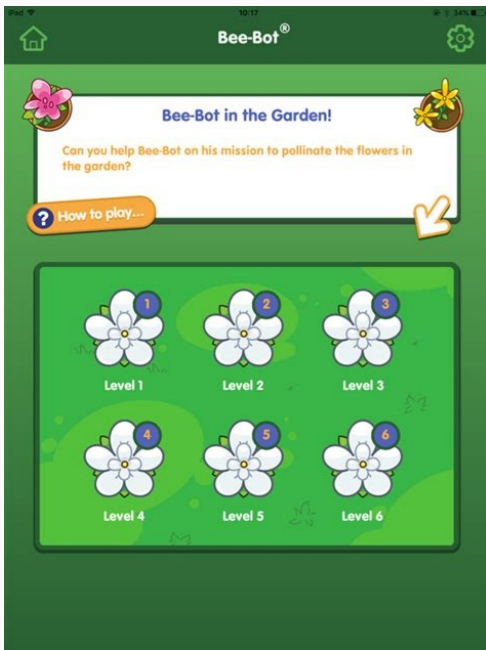 iPad
10:17
34%
Bee-Bot®
Bee-Bot in the Garden!
Can you help Bee-Bot on his mission to pollinate the flowers in
the garden?
? How to play...
1
2
3
Level 1
Level 2
Level 3
4
5
6
Level 4
Level 5
Level 6